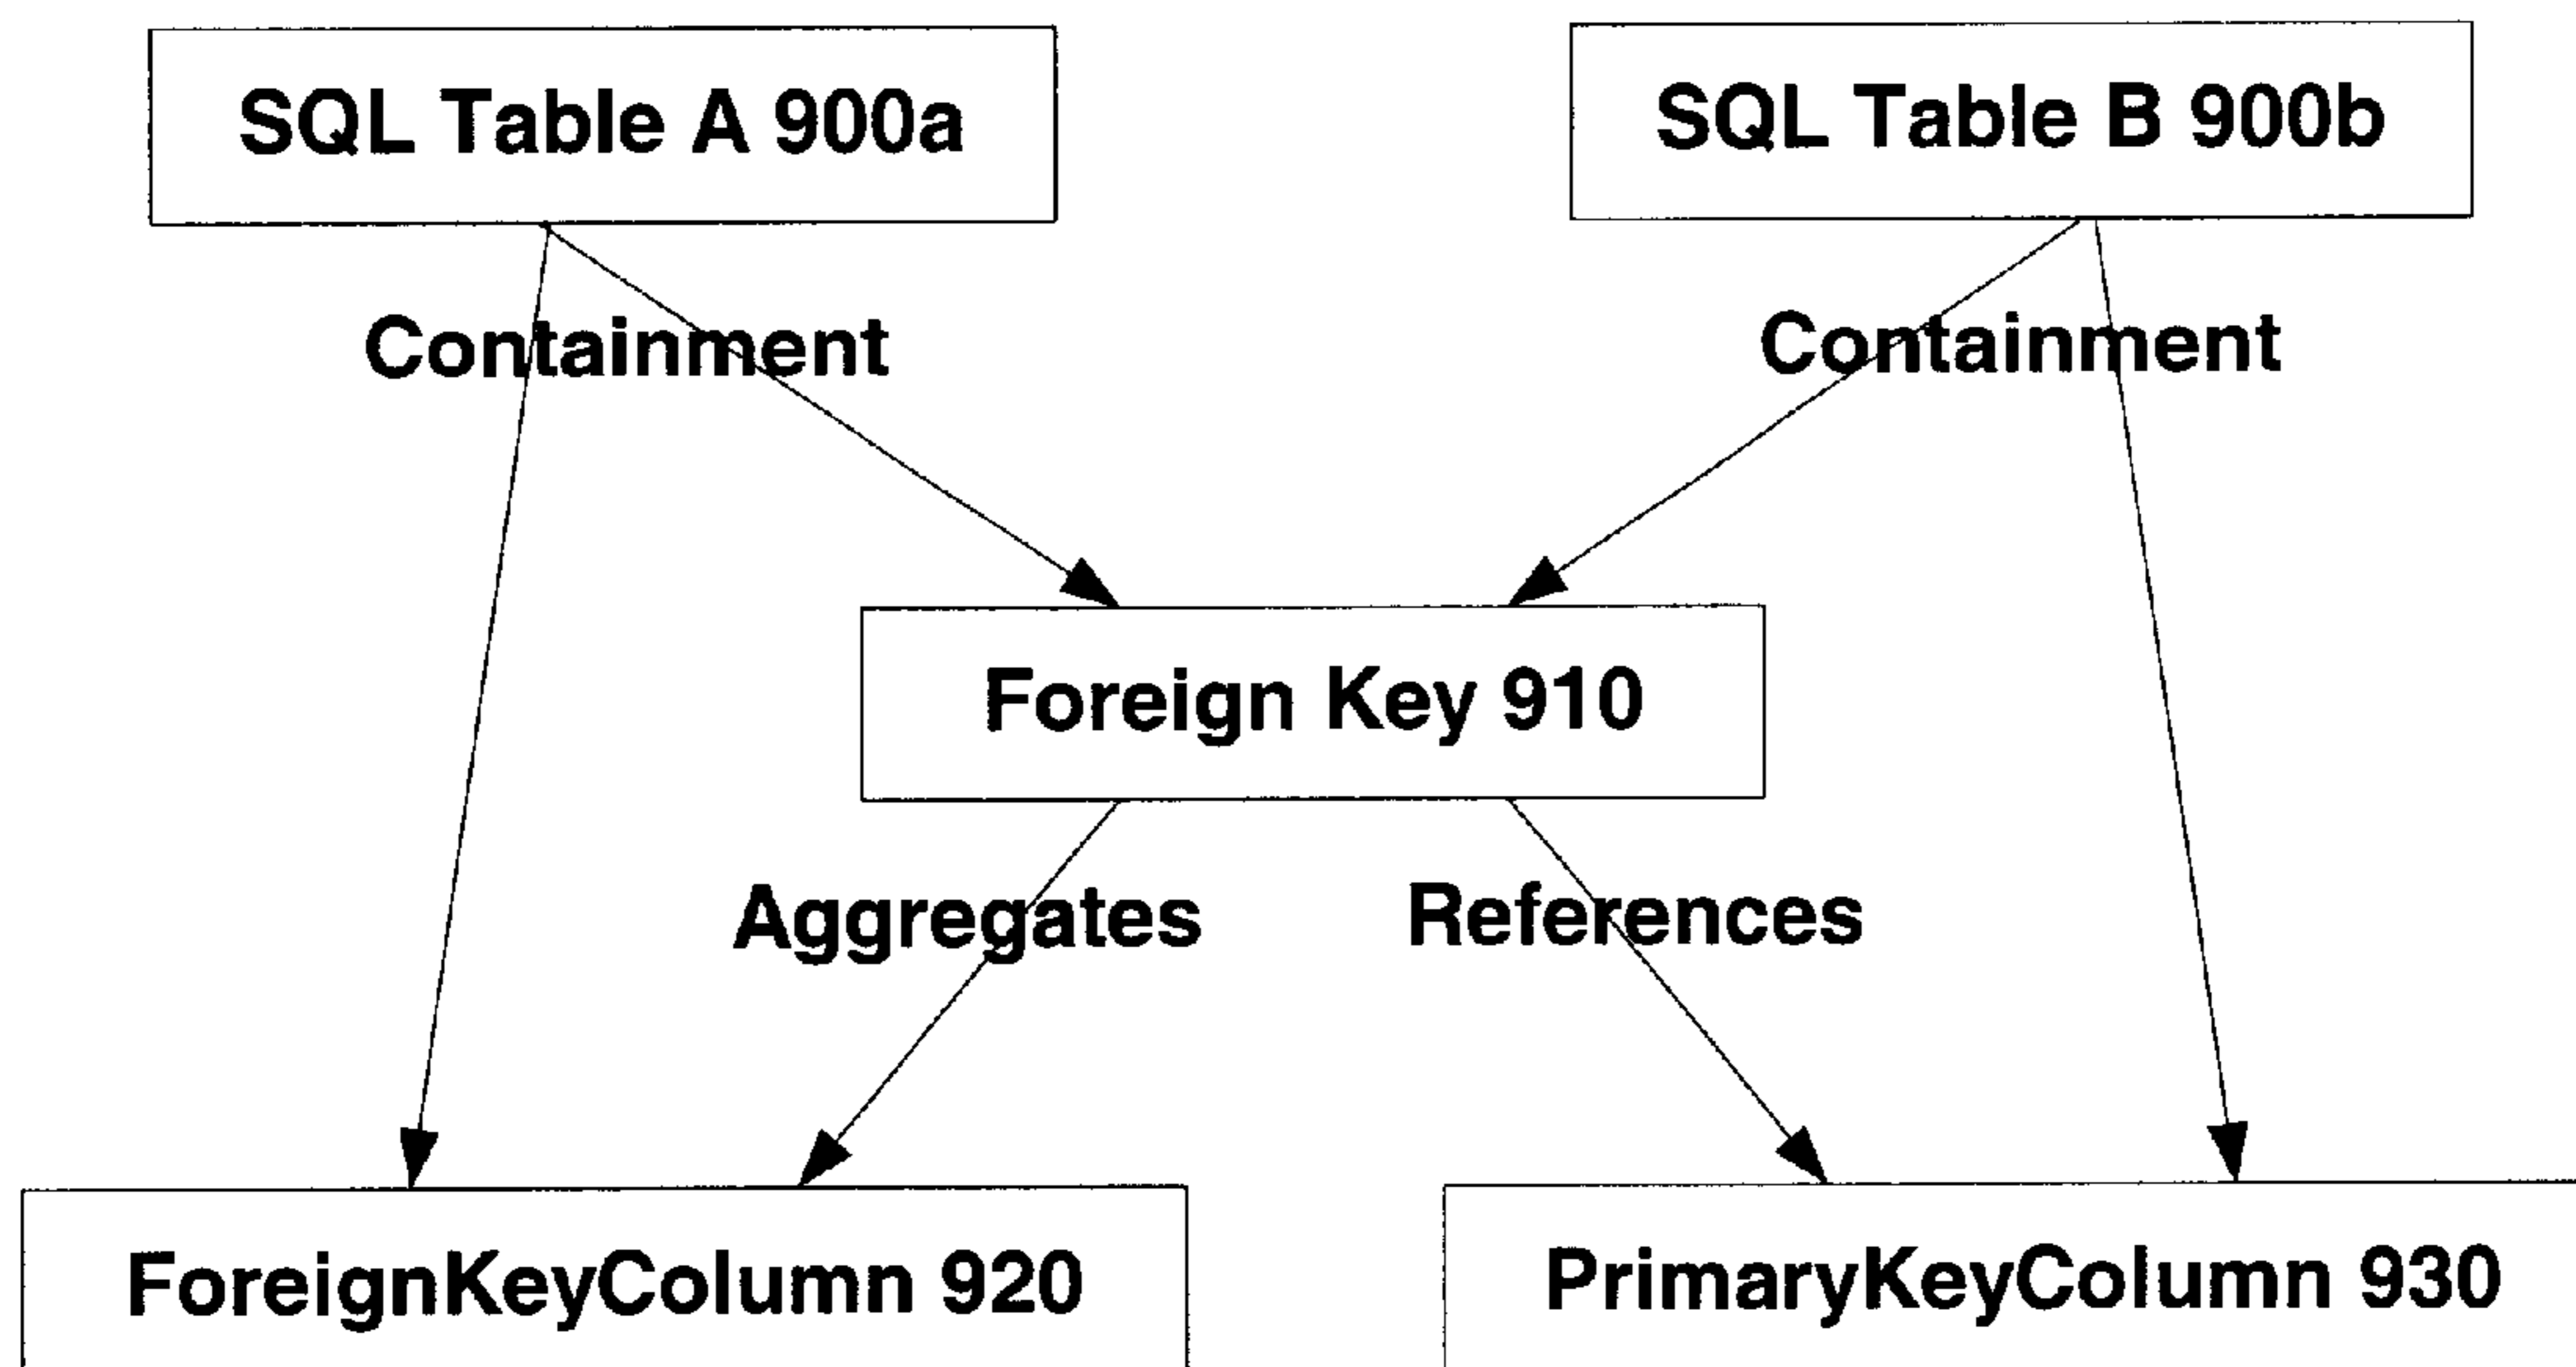 SQL Table A 900a
SQL Table B 900b
Containment
Containment
Foreign Key 910
Aggregates
References
ForeignKeyColumn 920
PrimaryKeyColumn 930